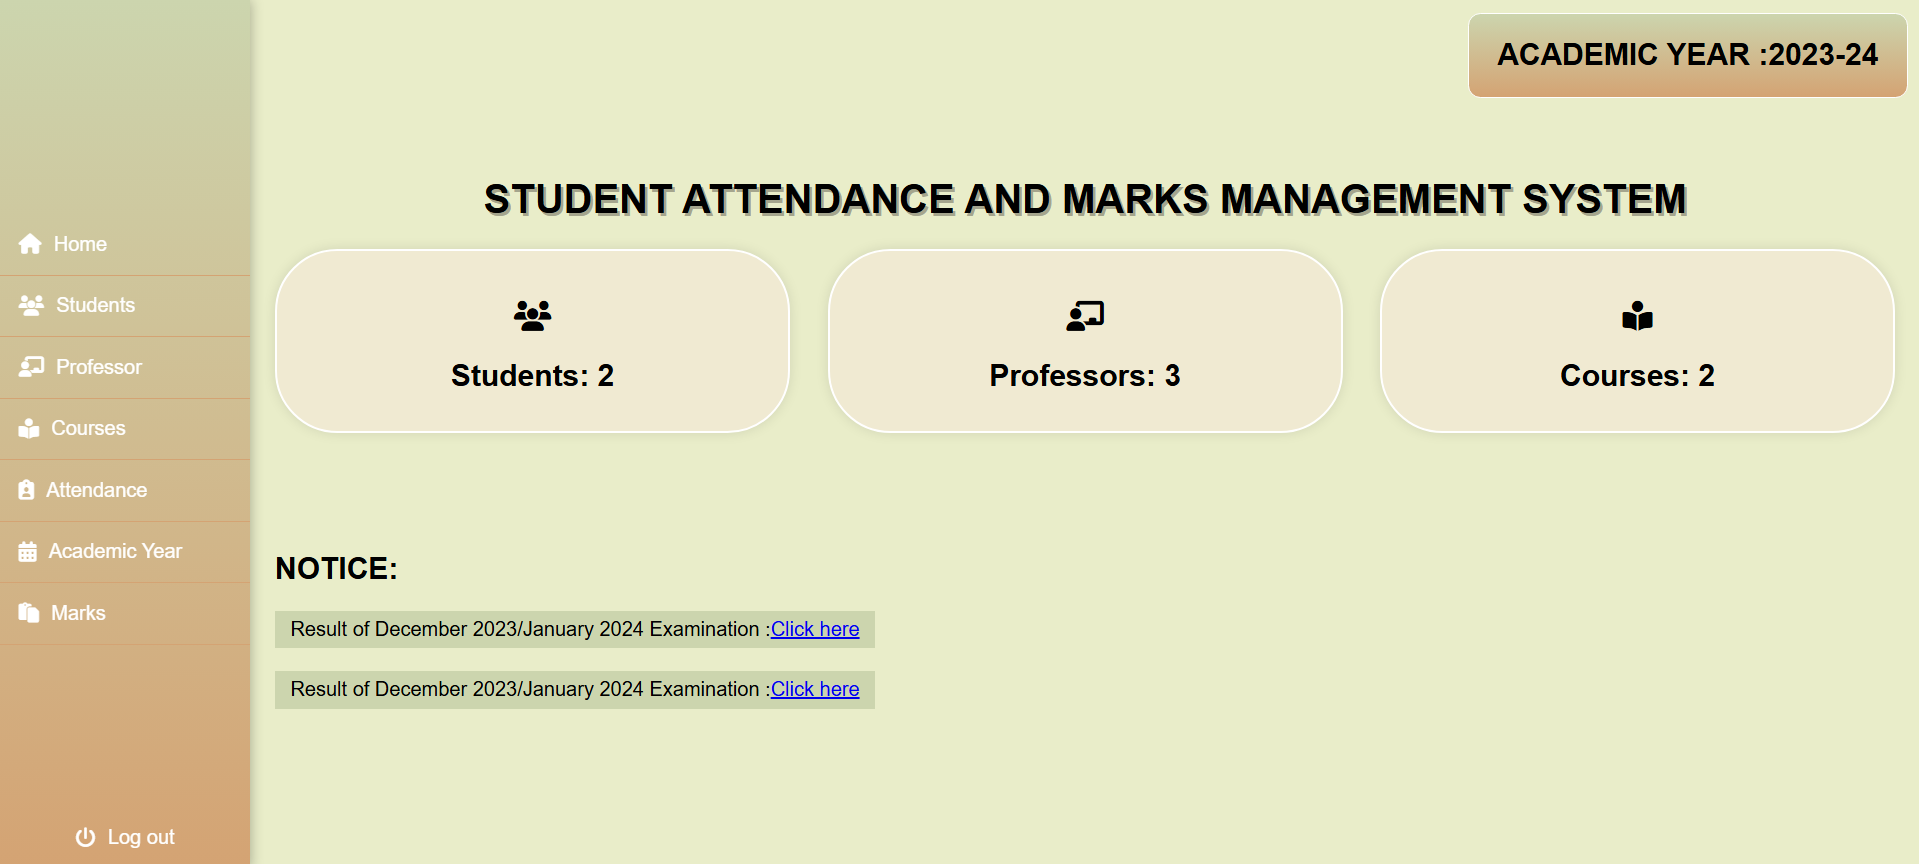 ACADEMIC YEAR :2023-24
STUDENT ATTENDANCE AND MARKS MANAGEMENT SYSTEM
Home
Students
Professor
Courses
Attendance
Academic Year
Marks
Log out
Students: 2
Professors: 3
Courses: 2
NOTICE:
Result of December 2023/January 2024 Examination :Click here
Result of December 2023/January 2024 Examination :Click here